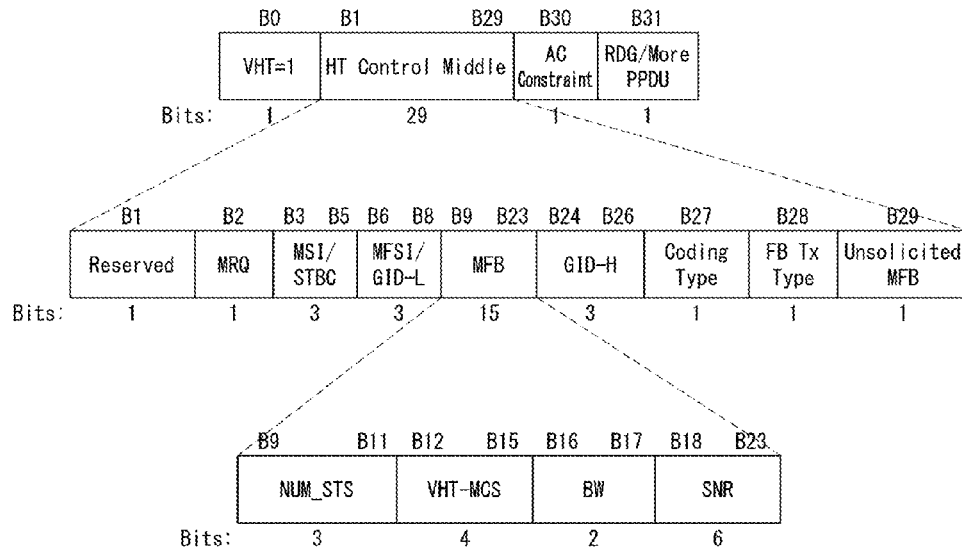 B0 B1 B29 B30 B31
VHT=1 HT Control Middle AC Constraint RDG/More PPDU
Bits: 1 29 1 1
B1 B2 B3 B5 B6 B8 B9 B23 B24 B26 B27 B28 B29
Reserved MRQ MSI/ STBC MFSI/ GID-L MFB GID-H Coding Type FB Tx Type Unsolicited MFB
Bits: 1 1 3 3 15 3 1 1 1
B9 B11 B12 B15 B16 B17 B18 B23
NUM_STS VHT-MCS BW SNR
Bits: 3 4 2 6